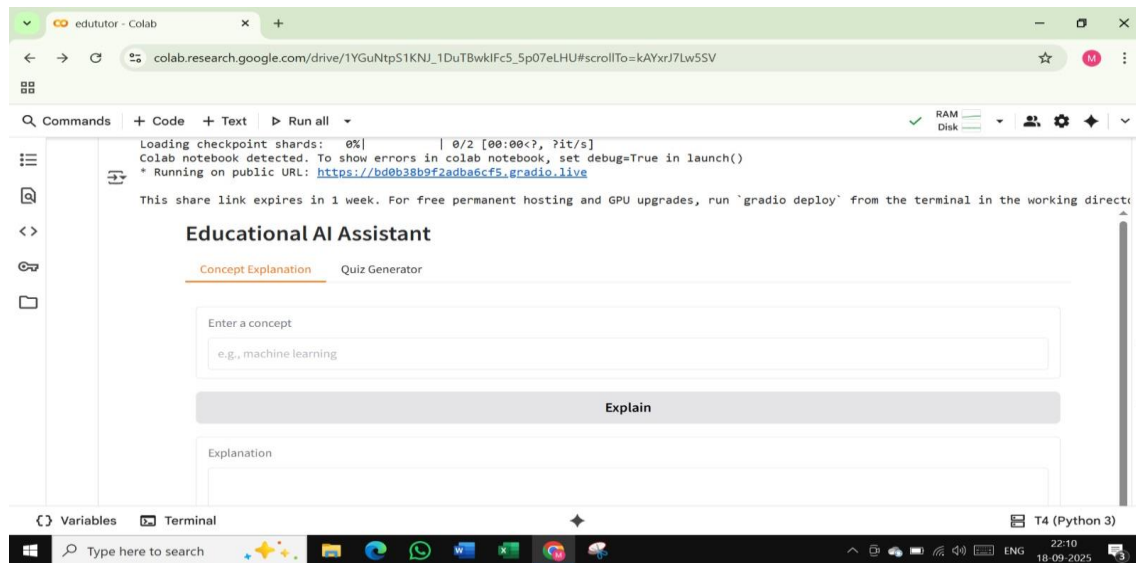 edututor - Colab
colab.research.google.com/drive/1YGuNtpS1KNJ_1DuTBwkIFc5_5p07eLHU#scrollTo=kAYxrJ7Lw5SV
M
Commands + Code + Text Run all
RAM
Disk
Loading checkpoint shards: 0%| | 0/2 [00:00<?, ?it/s]
Colab notebook detected. To show errors in colab notebook, set debug=True in launch()
* Running on public URL: https://bd0b38b9f2adba6cf5.gradio.live
This share link expires in 1 week. For free permanent hosting and GPU upgrades, run `gradio deploy` from the terminal in the working directo
Educational AI Assistant
Concept Explanation Quiz Generator
Enter a concept
e.g., machine learning
Explain
Explanation
Variables Terminal
T4 (Python 3)
Type here to search
ENG
22:10
18-09-2025
3